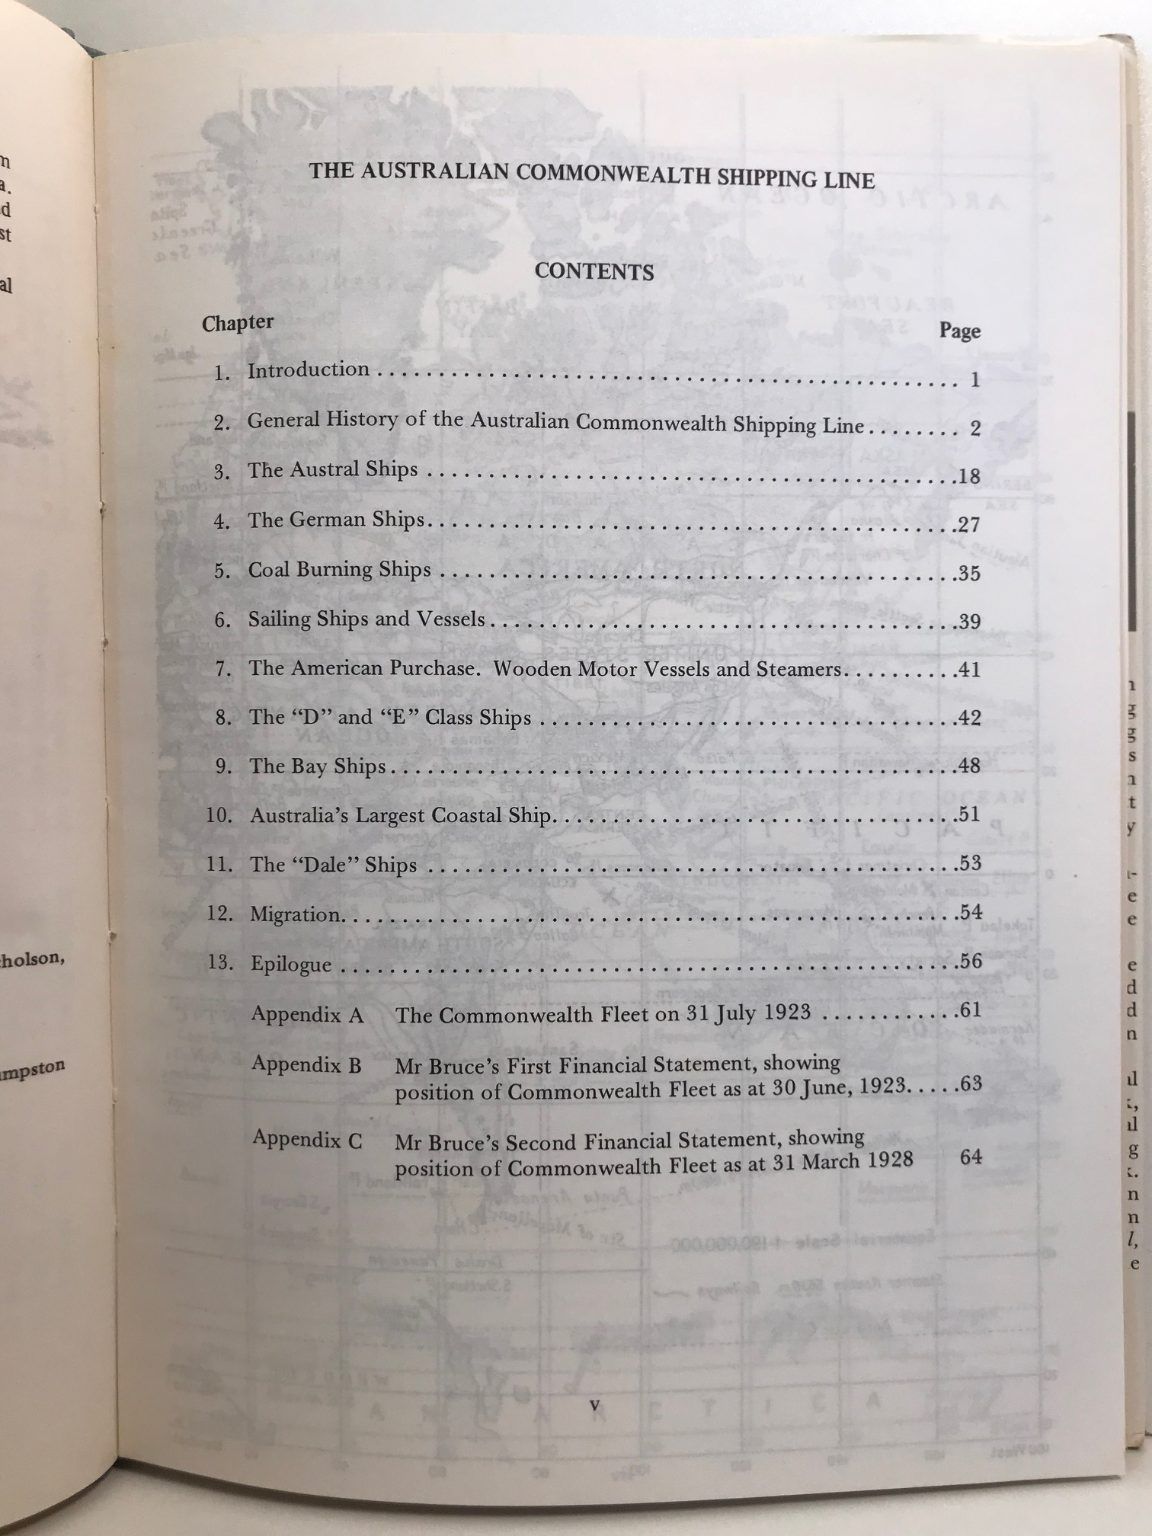 THE AUSTRALIAN COMMONWEALTH SHIPPING LINE
CONTENTS
Chapter Page
1. Introduction 1
2. General History of the Australian Commonwealth Shipping Line 2
3. The Austral Ships 18
4. The German Ships 27
5. Coal Burning Ships 35
6. Sailing Ships and Vessels 39
7. The American Purchase. Wooden Motor Vessels and Steamers 41
8. The “D” and “E” Class Ships 42
9. The Bay Ships 48
10. Australia’s Largest Coastal Ship 51
11. The “Dale” Ships 53
12. Migration 54
13. Epilogue 56
Appendix A The Commonwealth Fleet on 31 July 1923 61
Appendix B Mr Bruce’s First Financial Statement, showing
position of Commonwealth Fleet as at 30 June, 1923 63
Appendix C Mr Bruce’s Second Financial Statement, showing
position of Commonwealth Fleet as at 31 March 1928 64
v